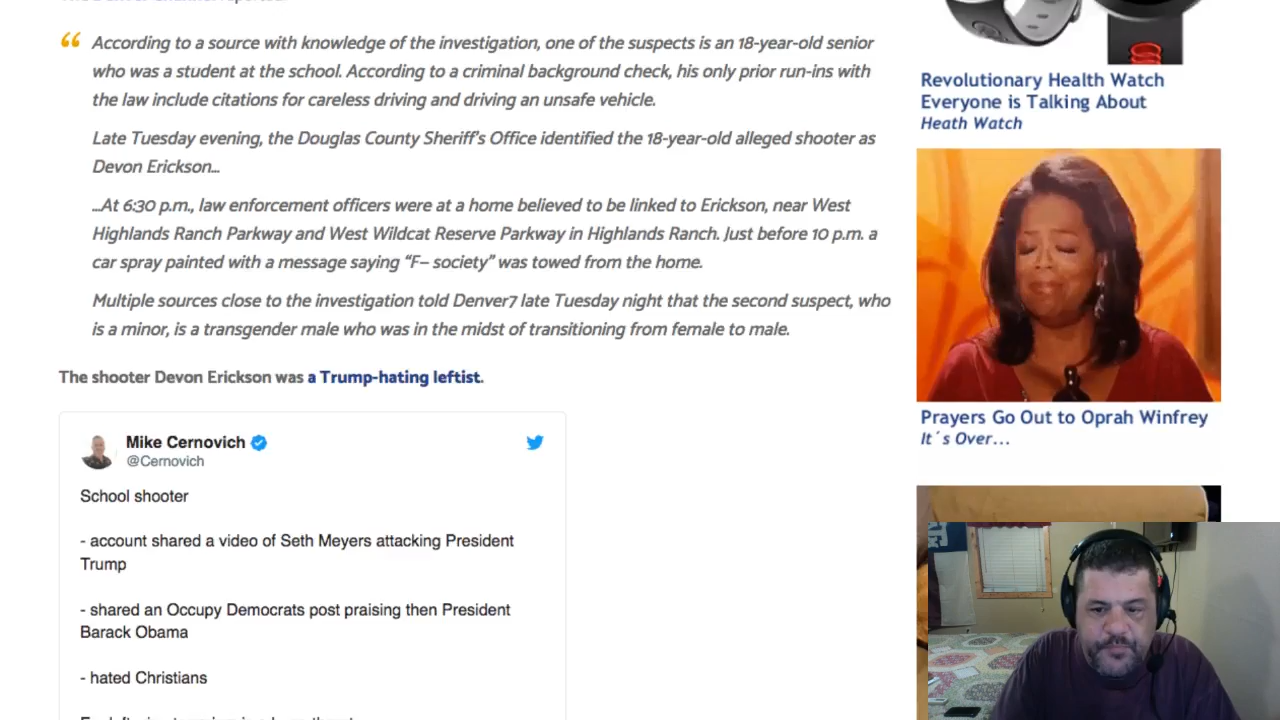 According to a source with knowledge of the investigation, one of the suspects is an 18-year-old senior
who was a student at the school. According to a criminal background check, his only prior run-ins with
the law include citations for careless driving and driving an unsafe vehicle.
Late Tuesday evening, the Douglas County Sheriff's Office identified the 18-year-old alleged shooter as
Devon Erickson…
…At 6:30 p.m., law enforcement officers were at a home believed to be linked to Erickson, near West
Highlands Ranch Parkway and West Wildcat Reserve Parkway in Highlands Ranch. Just before 10 p.m. a
car spray painted with a message saying “F– society” was towed from the home.
Multiple sources close to the investigation told Denver7 late Tuesday night that the second suspect, who
is a minor, is a transgender male who was in the midst of transitioning from female to male.
The shooter Devon Erickson was a Trump-hating leftist.
Mike Cernovich
@Cernovich
School shooter
- account shared a video of Seth Meyers attacking President
Trump
- shared an Occupy Democrats post praising then President
Barack Obama
- hated Christians
Revolutionary Health Watch
Everyone is Talking About
Heath Watch
Prayers Go Out to Oprah Winfrey
It´s Over...